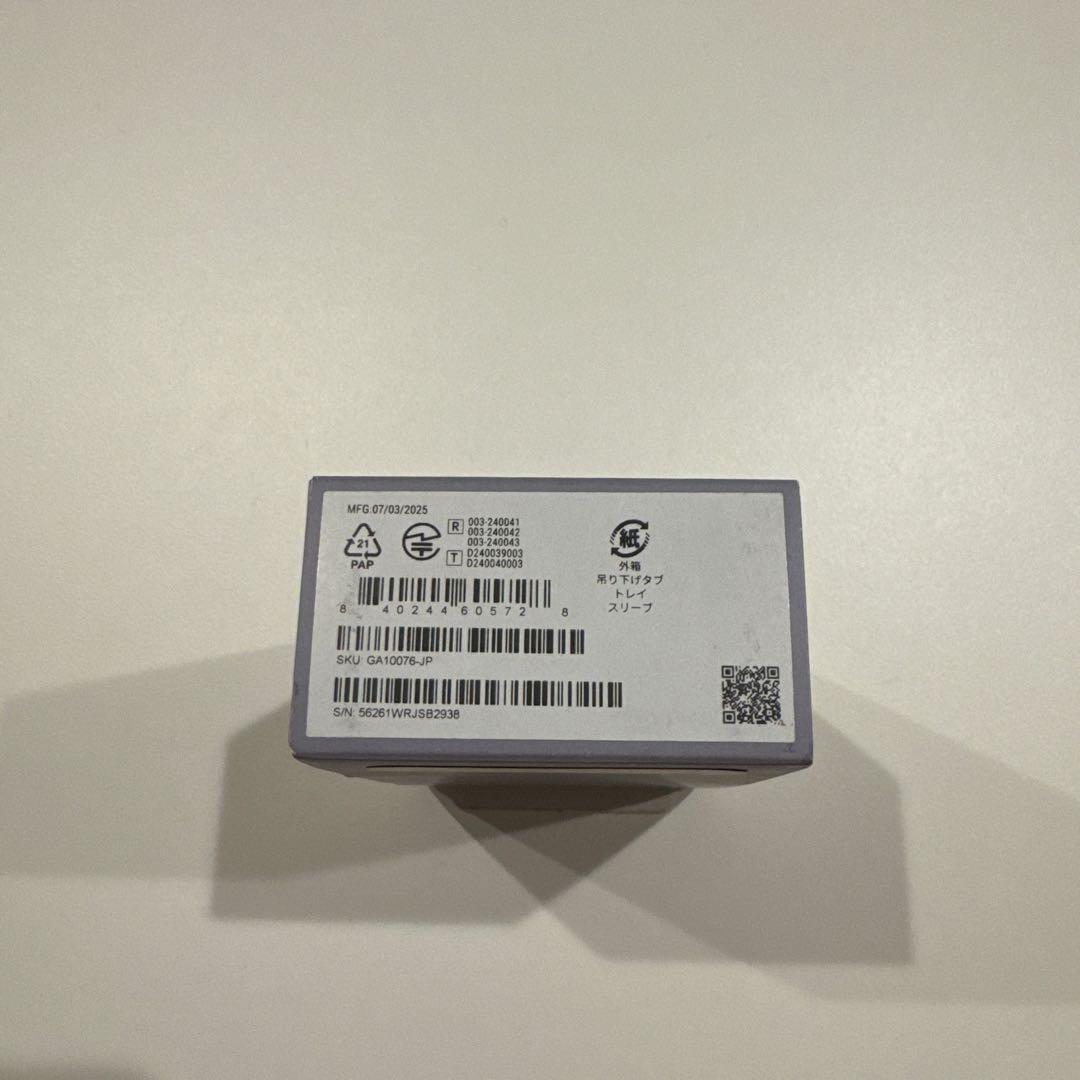 MFG:07/03/2025
21
PAP
R
003-240041
003-240042
003-240043
T
D240039003
D240040003
紙
外箱
吊り下げタブ
トレイ
スリーブ
8 40244 60572 8
SKU: GA10076-JP
S/N: 56261WRJSB2938